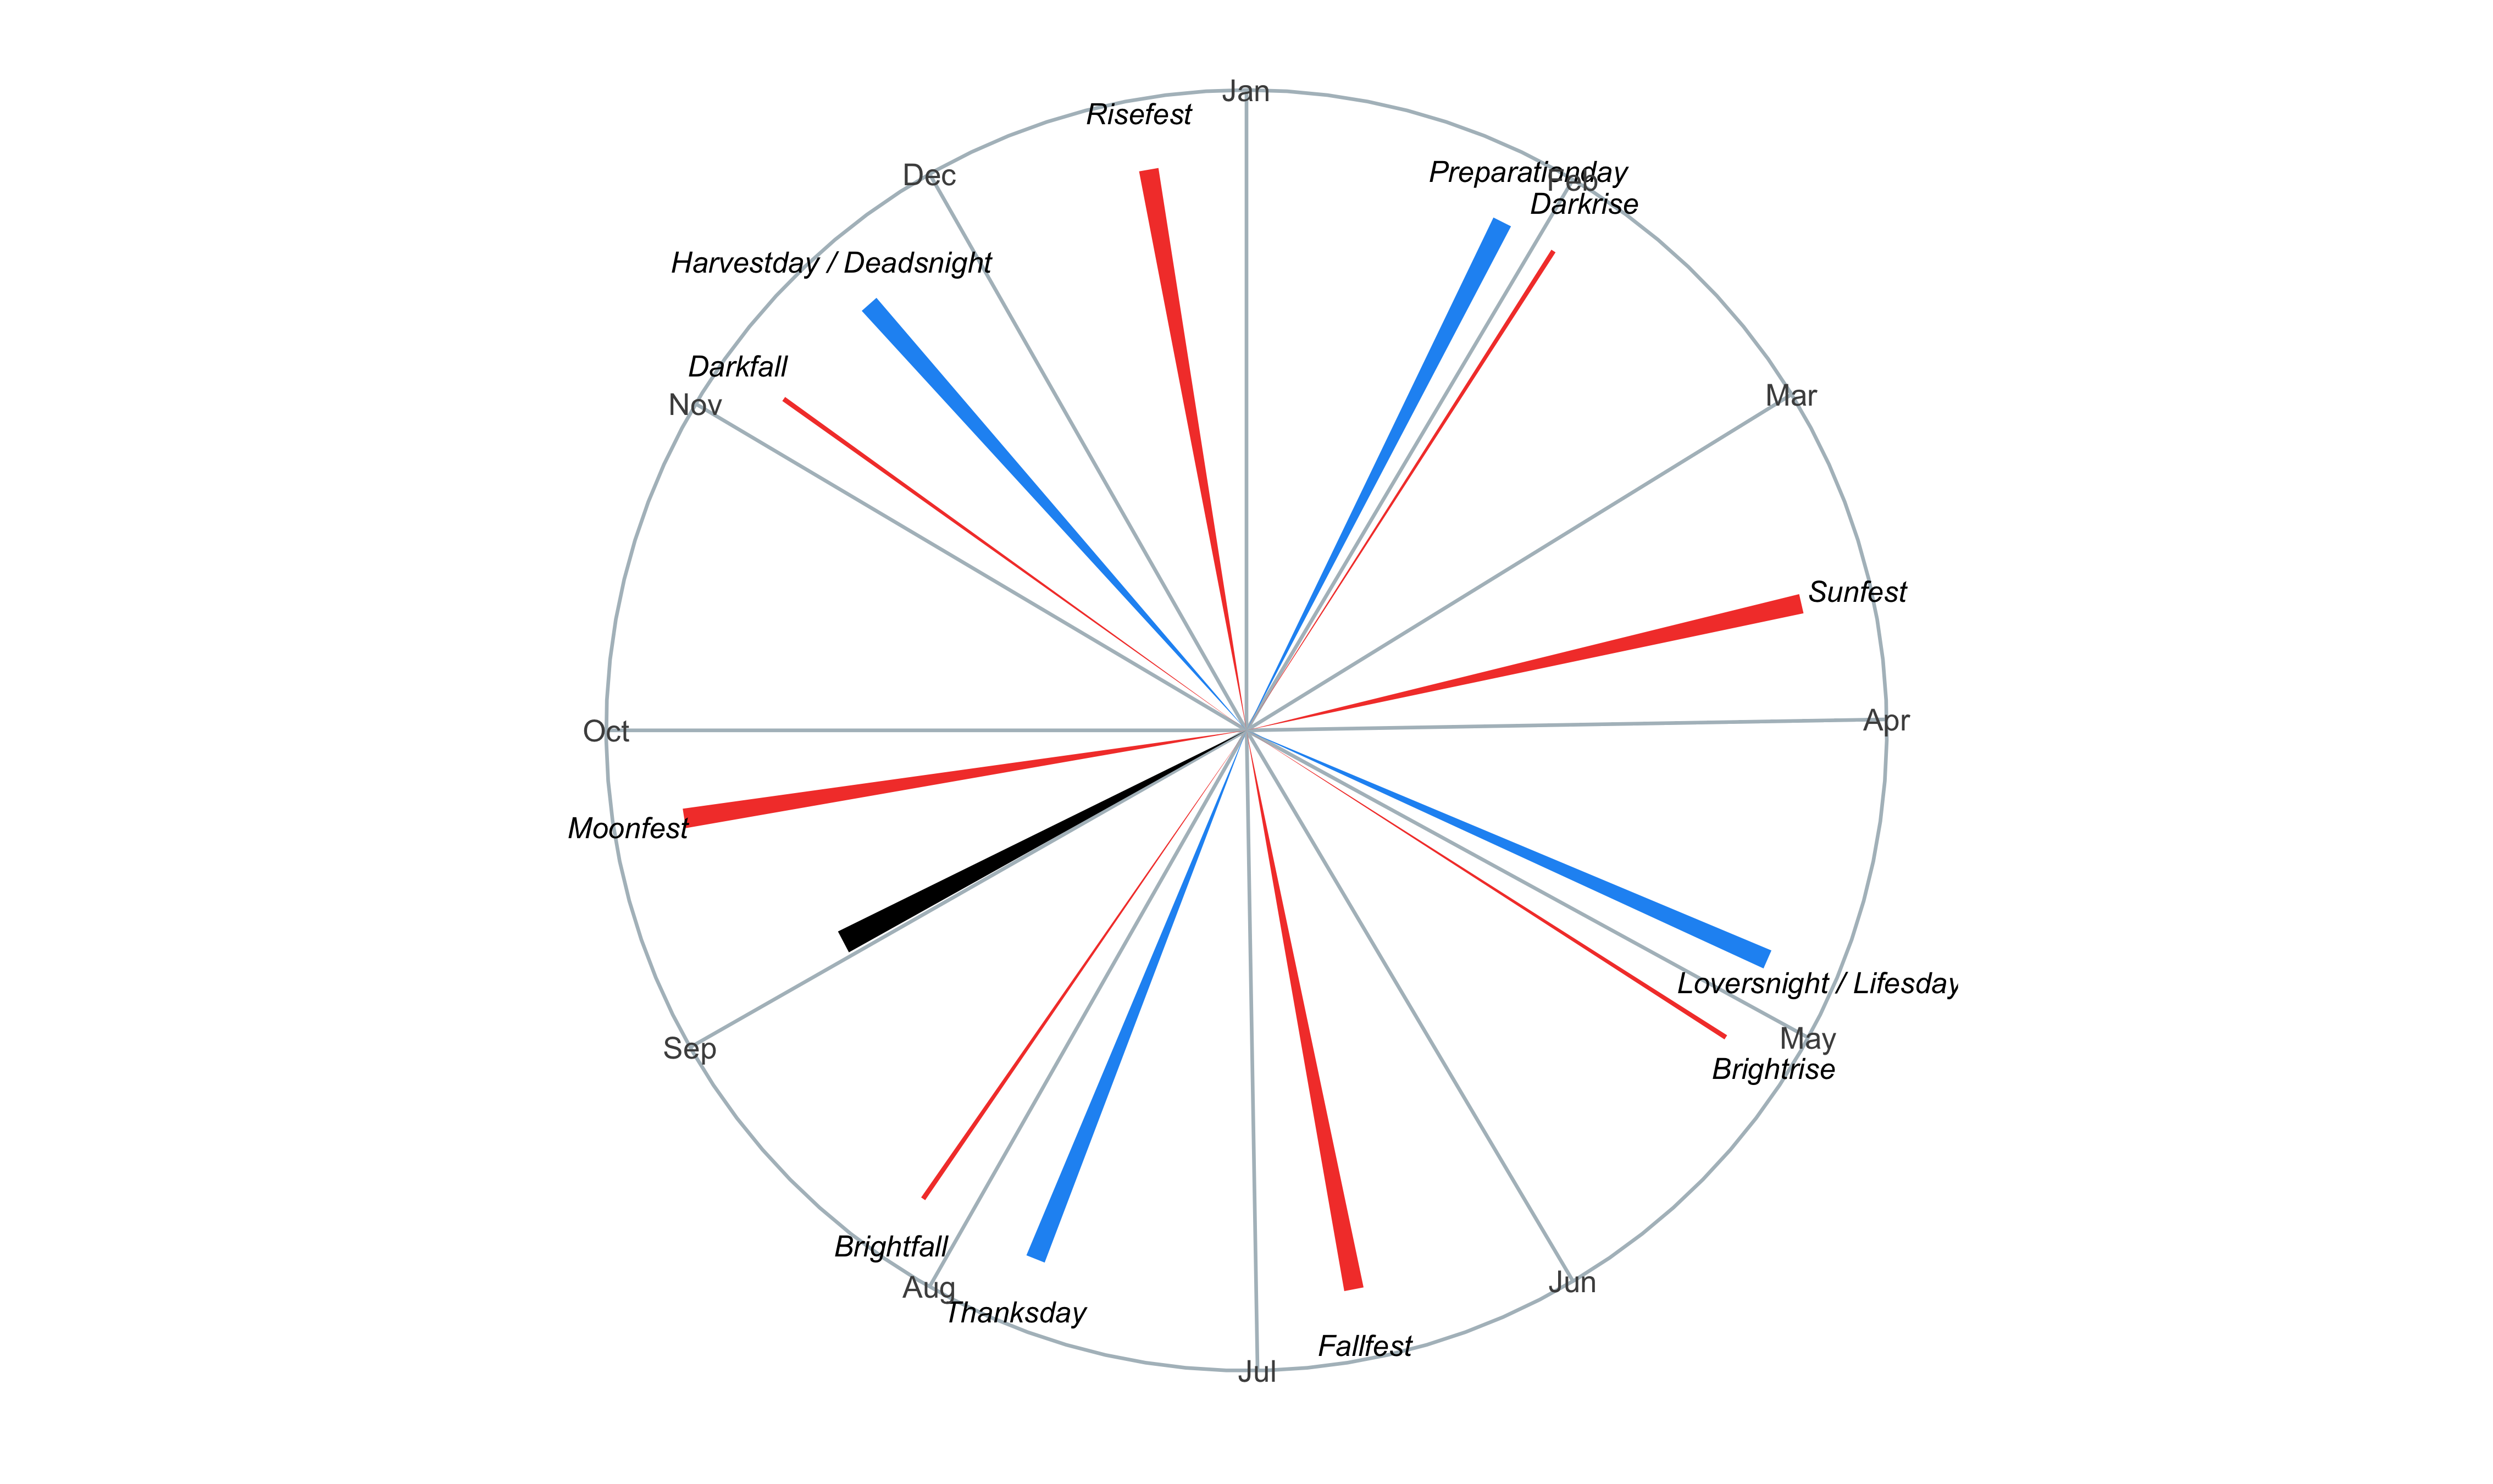 Jan
Risefest
Preparationday
Feb
Dec
Darkrise
Harvestday / Deadsnight
Darkfall
Mar
Nov
Sunfest
Apr
Oct
Moonfest
Loversnight / Lifesday
May
Sep
Brightrise
Brightfall
Jun
Aug
Thanksday
Fallfest
Jul